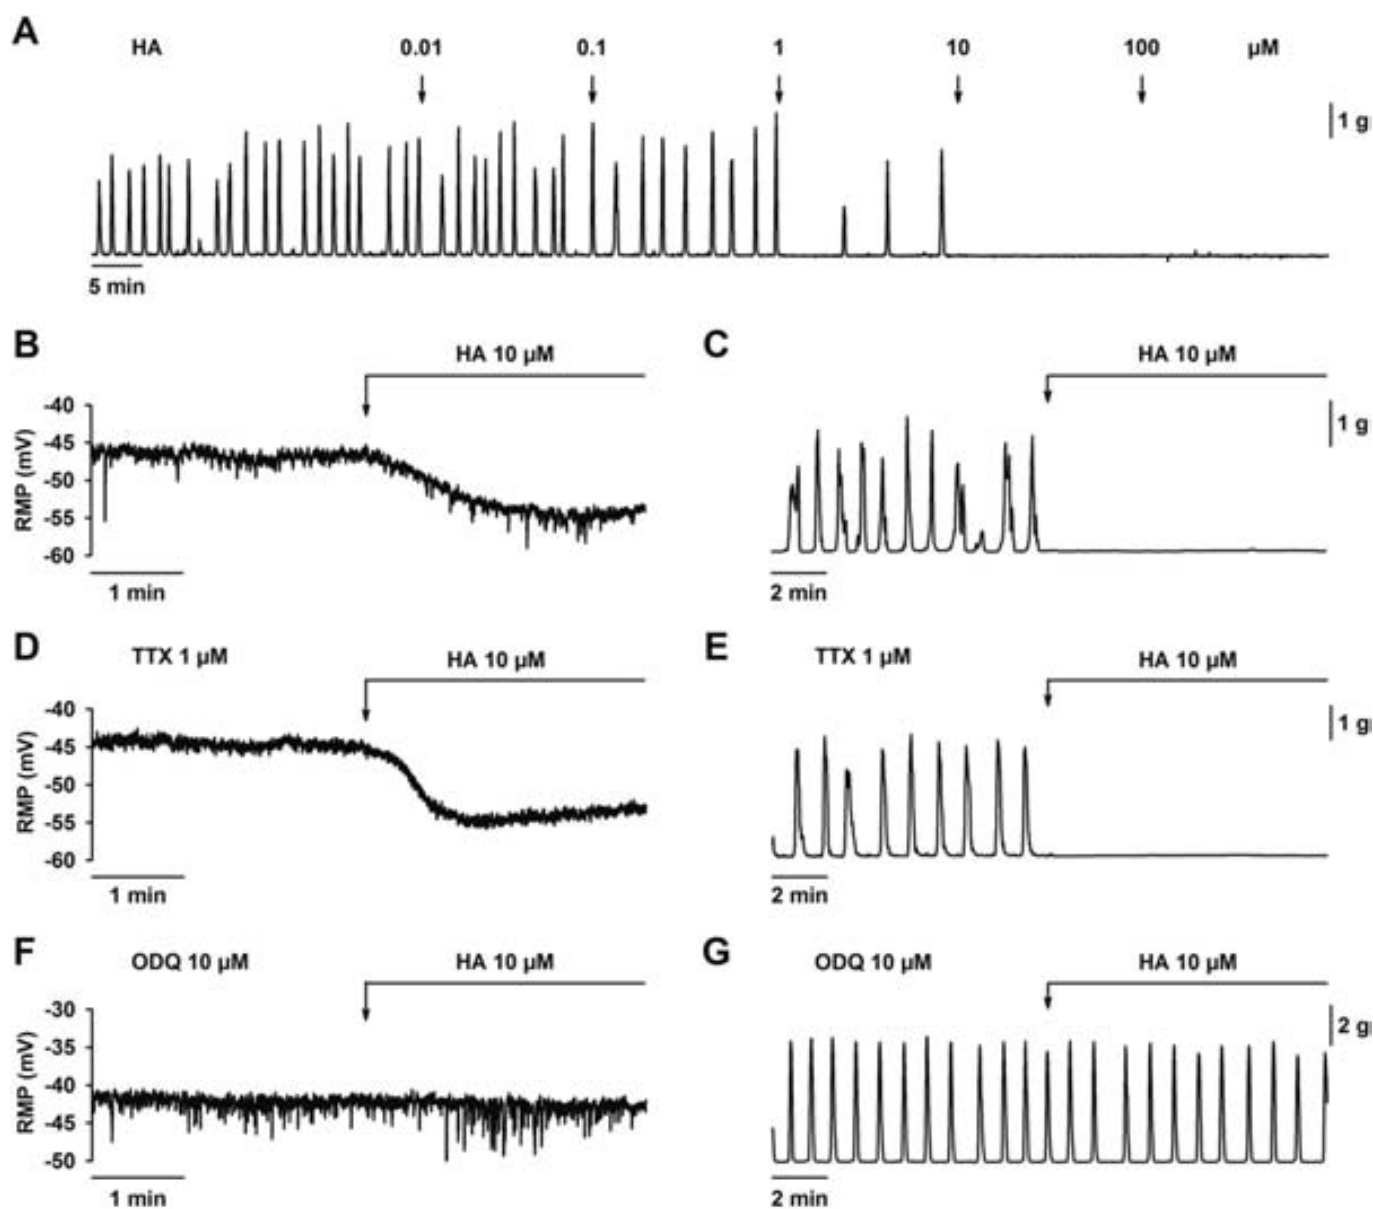 A
HA 0.01 0.1 1 10 100 µM
1 g
5 min
B
HA 10 µM
RMP (mV)
-40
-45
-50
-55
-60
1 min
C
HA 10 µM
1 g
2 min
D
TTX 1 µM HA 10 µM
RMP (mV)
-40
-45
-50
-55
-60
1 min
E
TTX 1 µM HA 10 µM
1 g
2 min
F
ODQ 10 µM HA 10 µM
RMP (mV)
-30
-35
-40
-45
-50
1 min
G
ODQ 10 µM HA 10 µM
2 g
2 min